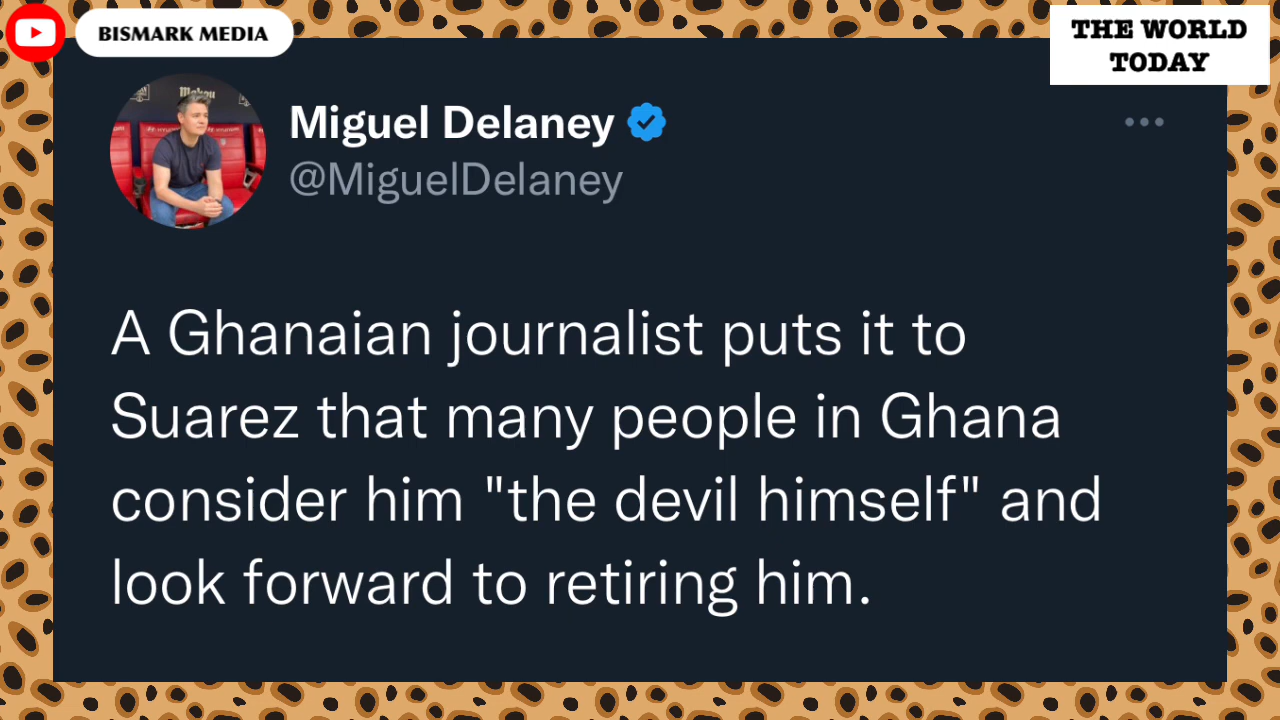 BISMARK MEDIA
THE WORLD
TODAY
Miguel Delaney
@MiguelDelaney
A Ghanaian journalist puts it to
Suarez that many people in Ghana
consider him "the devil himself" and
look forward to retiring him.